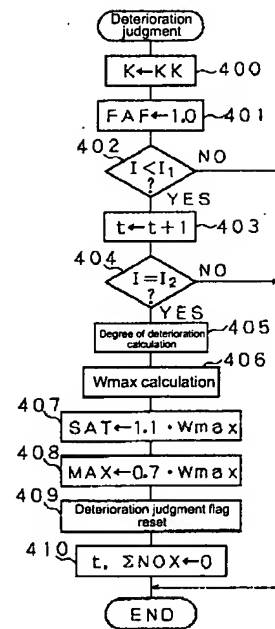 Deterioration
judgment
K←KK
400
FAF←1.0
401
402
I<I₁
?
NO
YES
t←t+1
403
404
I=I₂
?
NO
YES
Degree of deterioration
calculation
405
406
Wmax calculation
407
SAT←1.1・Wmax
408
MAX←0.7・Wmax
409
Deterioration judgment flag
reset
410
t, ΣNOX←0
END